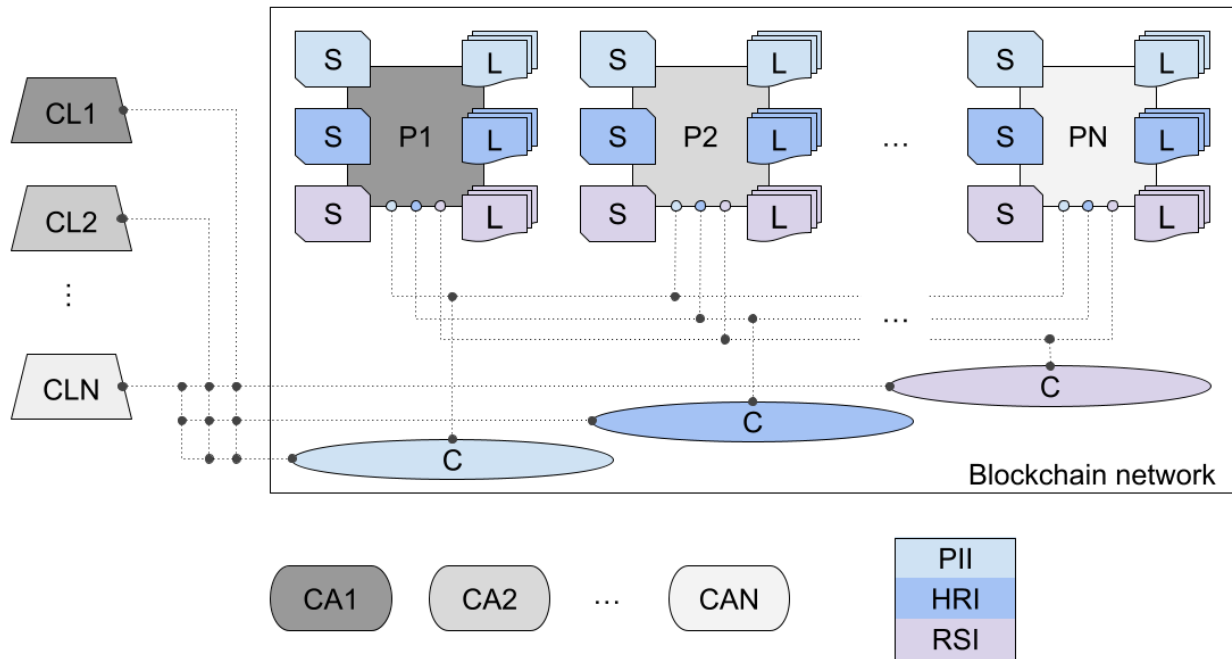 S L S L S L
CL1
S P1 L S P2 L ... S PN L
CL2
S L S L S L
⋮
...
CLN
C
C
C
Blockchain network
CA1 CA2 ... CAN
PII
HRI
RSI